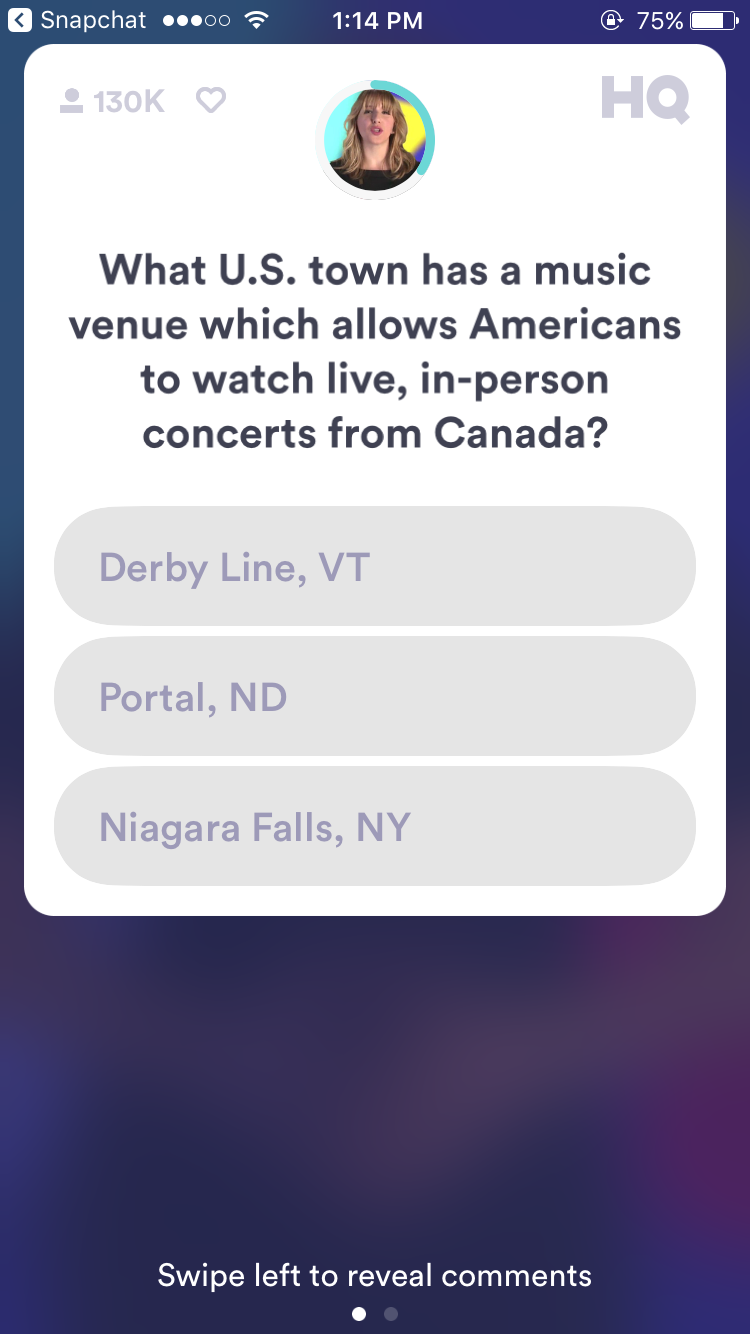 Snapchat 1:14 PM 75%
130K HQ
What U.S. town has a music
venue which allows Americans
to watch live, in-person
concerts from Canada?
Derby Line, VT
Portal, ND
Niagara Falls, NY
Swipe left to reveal comments